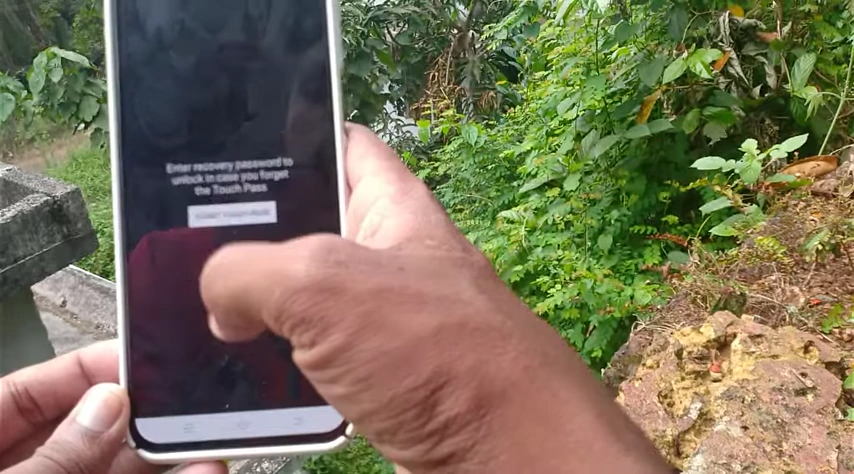 Enter recovery password to
unlock in case you forget
the Touch Pass